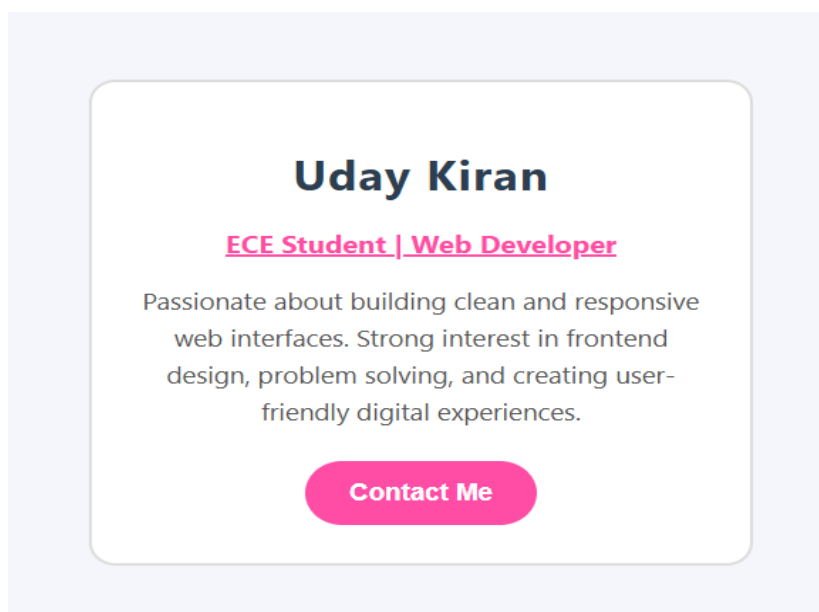 Uday Kiran
ECE Student | Web Developer
Passionate about building clean and responsive
web interfaces. Strong interest in frontend
design, problem solving, and creating user-
friendly digital experiences.
Contact Me